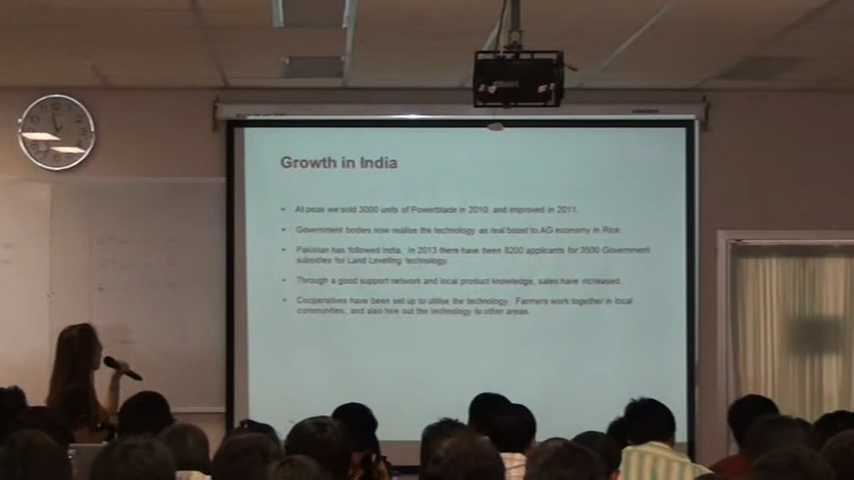 Growth in India
At peak we sold 3000 units of Powerblade in 2010, and improved in 2011.
Government bodies now realise the technology as real boost to AG economy in Rice.
Pakistan has followed India, in 2013 there have been 8200 applicants for 3500 Government
subsidies for Land Levelling technology.
Through a good support network and local product knowledge, sales have increased.
Cooperatives have been set up to utilise the technology. Farmers work together in local
communities, and also hire out the technology to other areas.